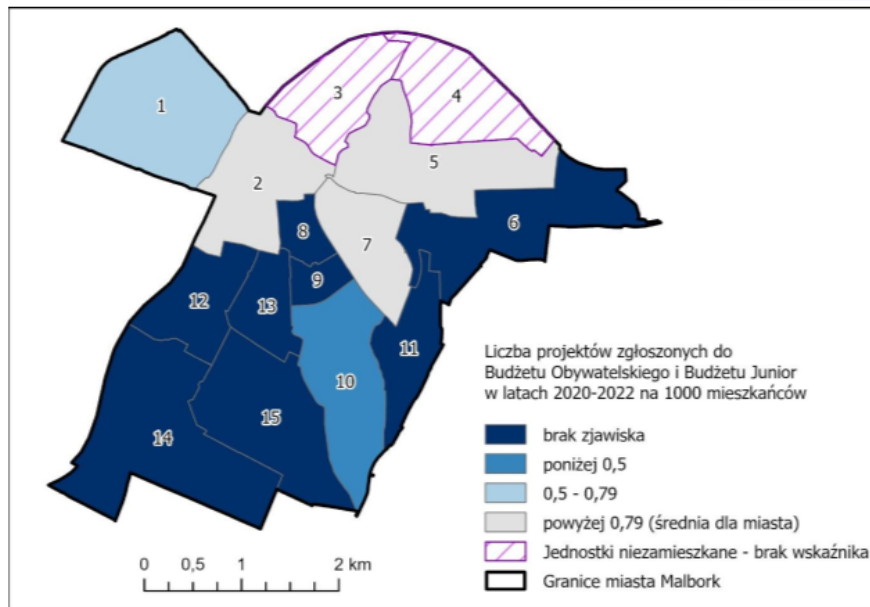 1
3
4
5
2
6
8
7
9
12
13
11
10
14
15
Liczba projektów zgłoszonych do
Budżetu Obywatelskiego i Budżetu Junior
w latach 2020-2022 na 1000 mieszkańców
brak zjawiska
poniżej 0,5
0,5 - 0,79
powyżej 0,79 (średnia dla miasta)
Jednostki niezamieszkane - brak wskaźnika
Granice miasta Malbork
0 0,5 1 2 km